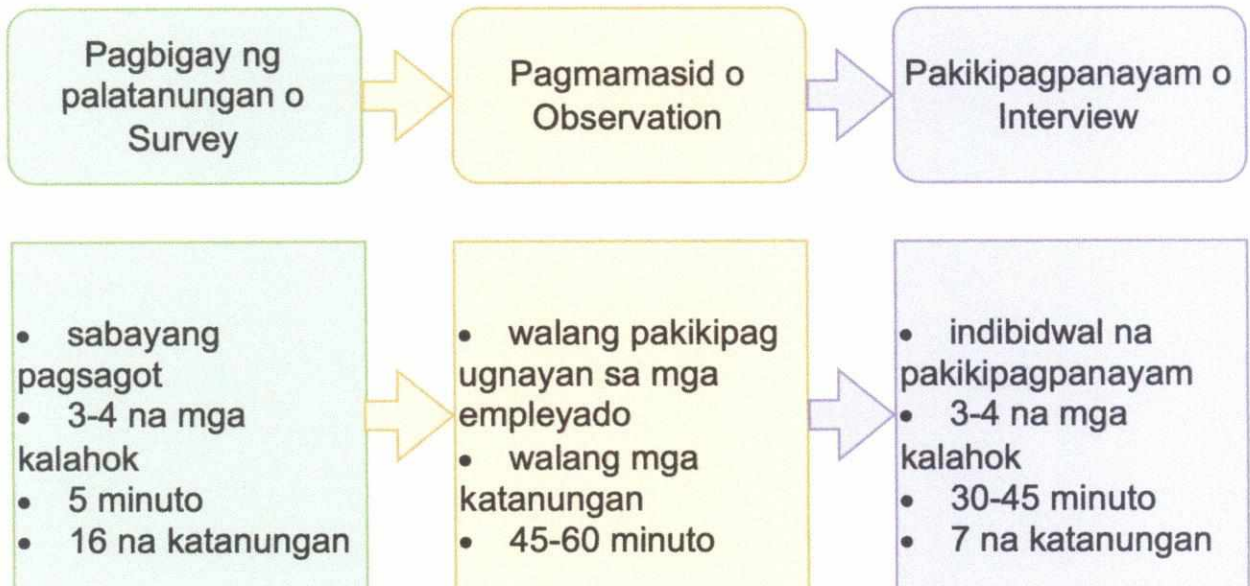 Pagbigay ng
palatanungan o
Survey
Pagmamasid o
Observation
Pakikipagpanayam o
Interview
• sabayang
pagsagot
• 3-4 na mga
kalahok
• 5 minuto
• 16 na katanungan
• walang pakikipag
ugnayan sa mga
empleyado
• walang mga
katanungan
• 45-60 minuto
• indibidwal na
pakikipagpanayam
• 3-4 na mga
kalahok
• 30-45 minuto
• 7 na katanungan